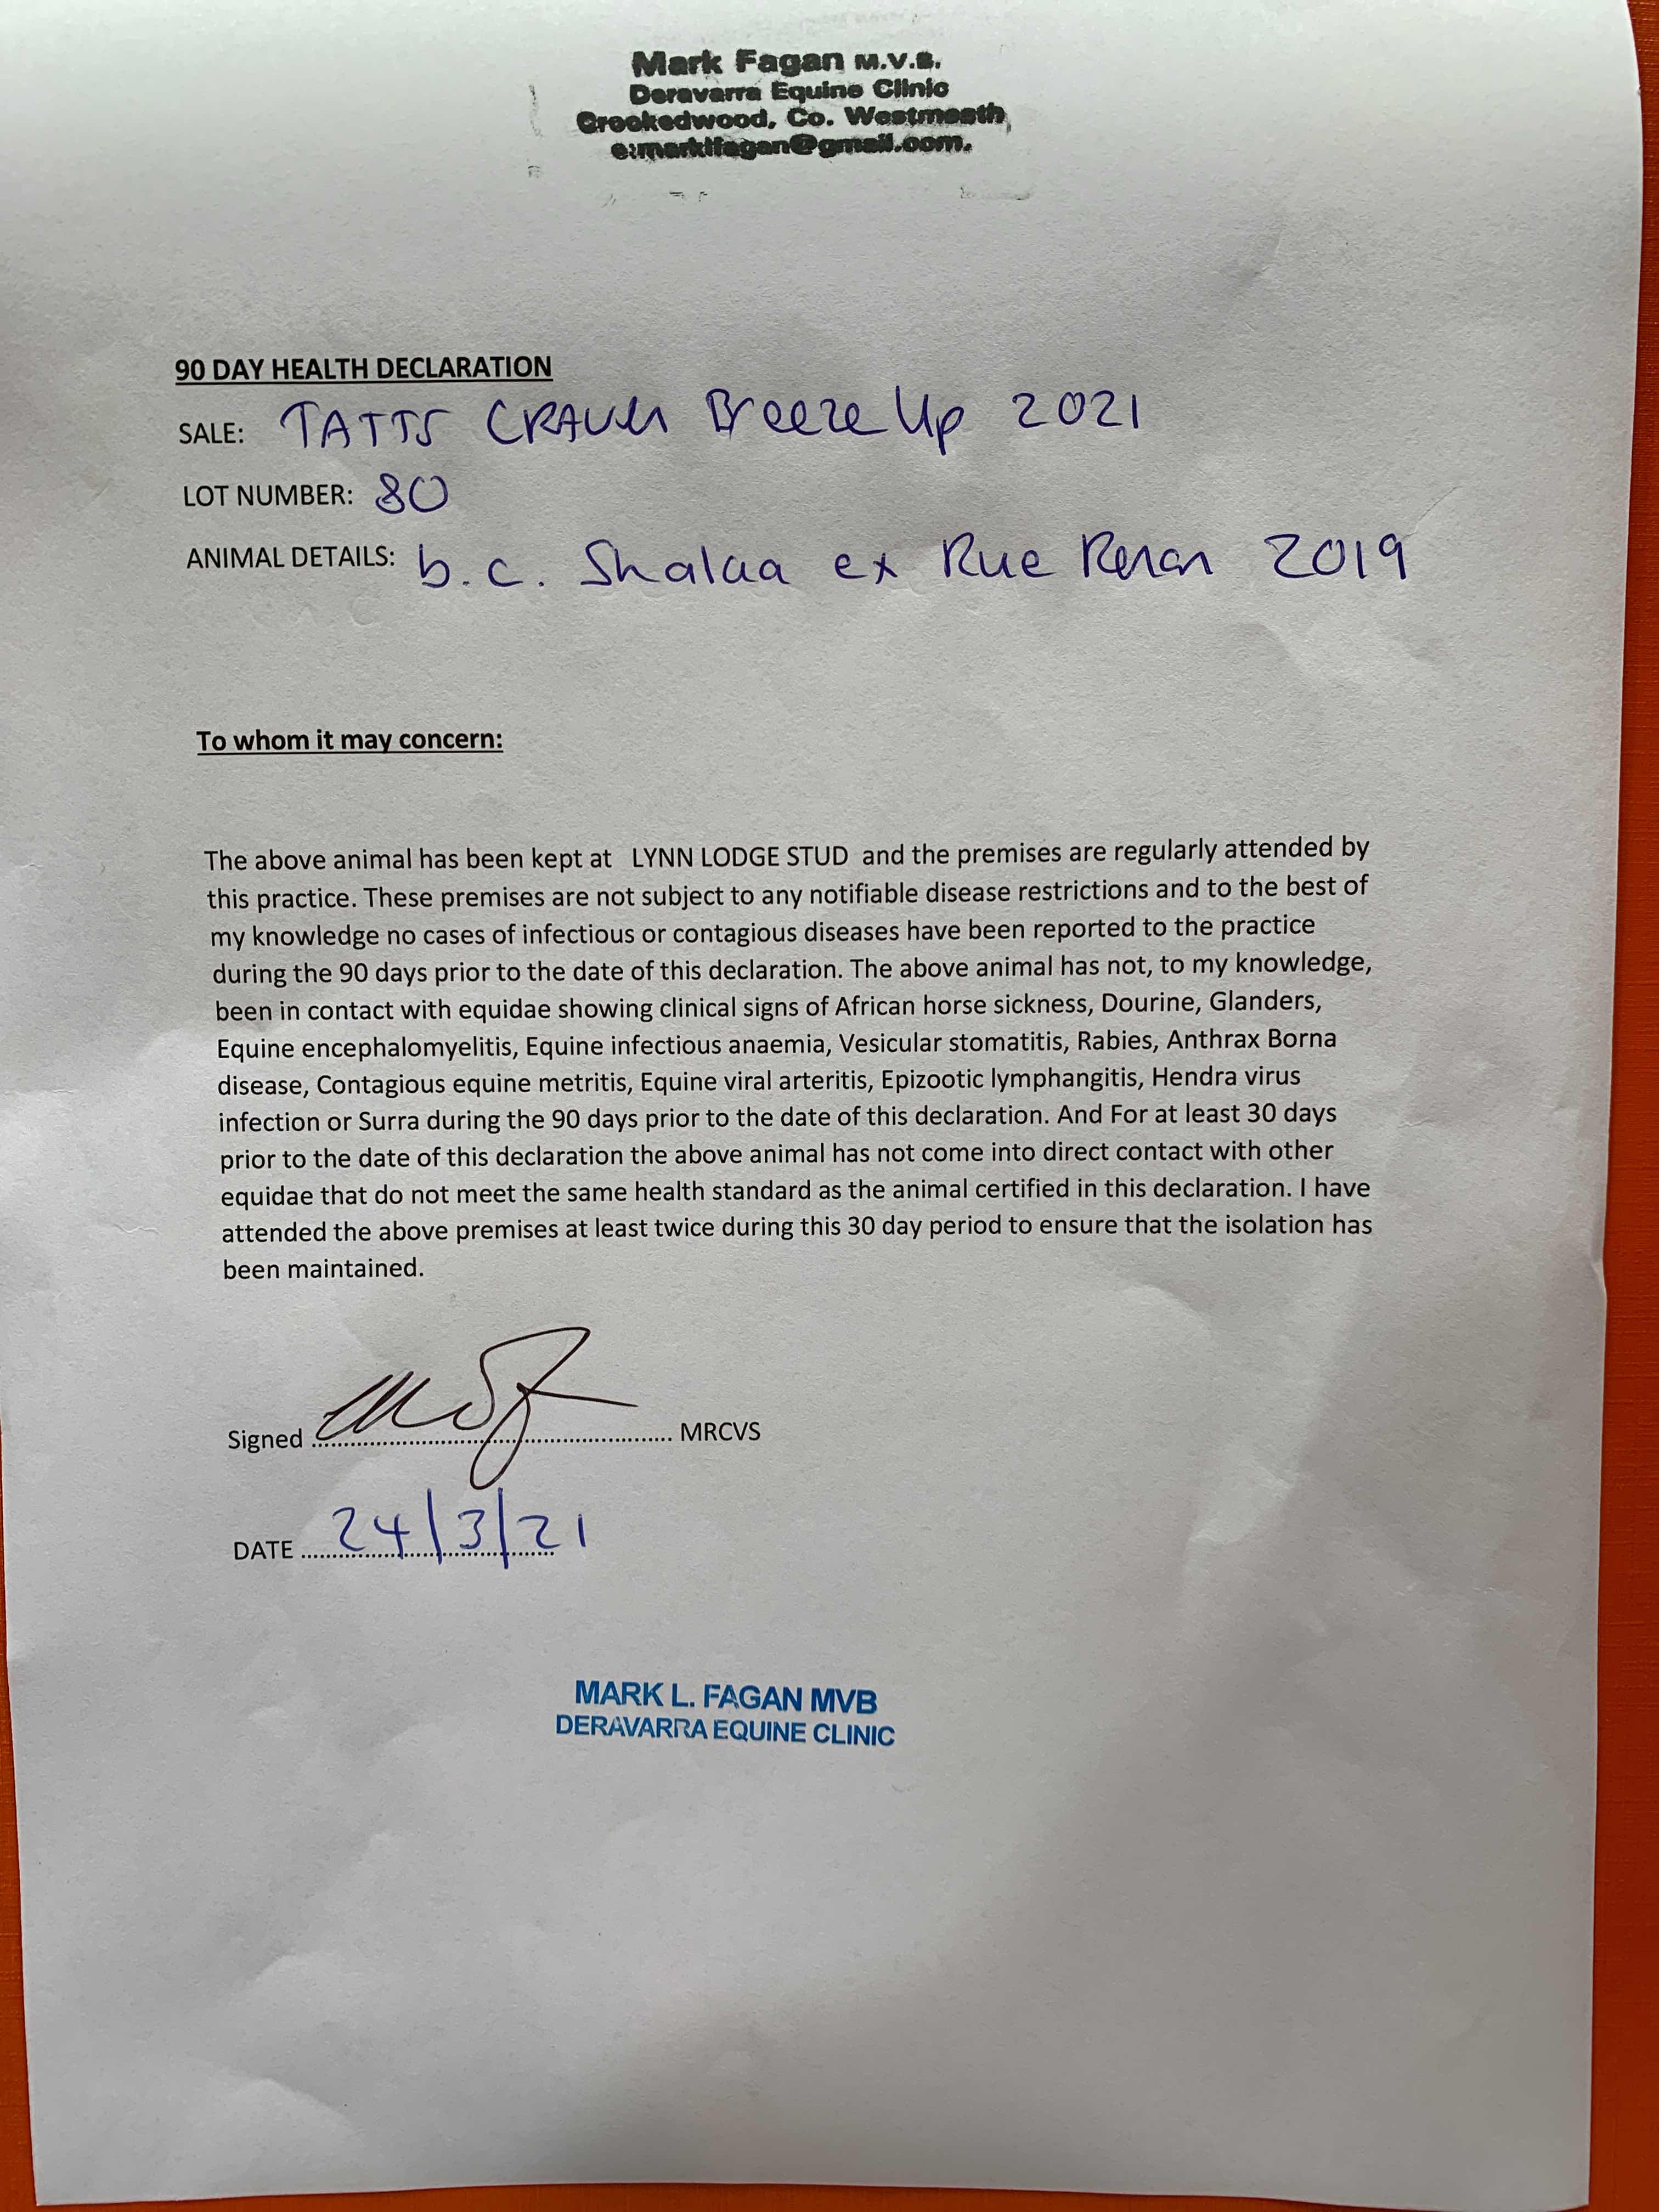 Mark Fagan M.V.B.
Deravarra Equine Clinic
Crookedwood, Co. Westmeath,
e:marklfagan@gmail.com.
90 DAY HEALTH DECLARATION
SALE: TATTS CRAVEN Breeze Up 2021
LOT NUMBER: 80
ANIMAL DETAILS: b.c. Shalaa ex Rue Renan 2019
To whom it may concern:
The above animal has been kept at LYNN LODGE STUD and the premises are regularly attended by
this practice. These premises are not subject to any notifiable disease restrictions and to the best of
my knowledge no cases of infectious or contagious diseases have been reported to the practice
during the 90 days prior to the date of this declaration. The above animal has not, to my knowledge,
been in contact with equidae showing clinical signs of African horse sickness, Dourine, Glanders,
Equine encephalomyelitis, Equine infectious anaemia, Vesicular stomatitis, Rabies, Anthrax Borna
disease, Contagious equine metritis, Equine viral arteritis, Epizootic lymphangitis, Hendra virus
infection or Surra during the 90 days prior to the date of this declaration. And For at least 30 days
prior to the date of this declaration the above animal has not come into direct contact with other
equidae that do not meet the same health standard as the animal certified in this declaration. I have
attended the above premises at least twice during this 30 day period to ensure that the isolation has
been maintained.
Signed .................... MRCVS
DATE .......... 24/3/21
MARK L. FAGAN MVB
DERAVARRA EQUINE CLINIC